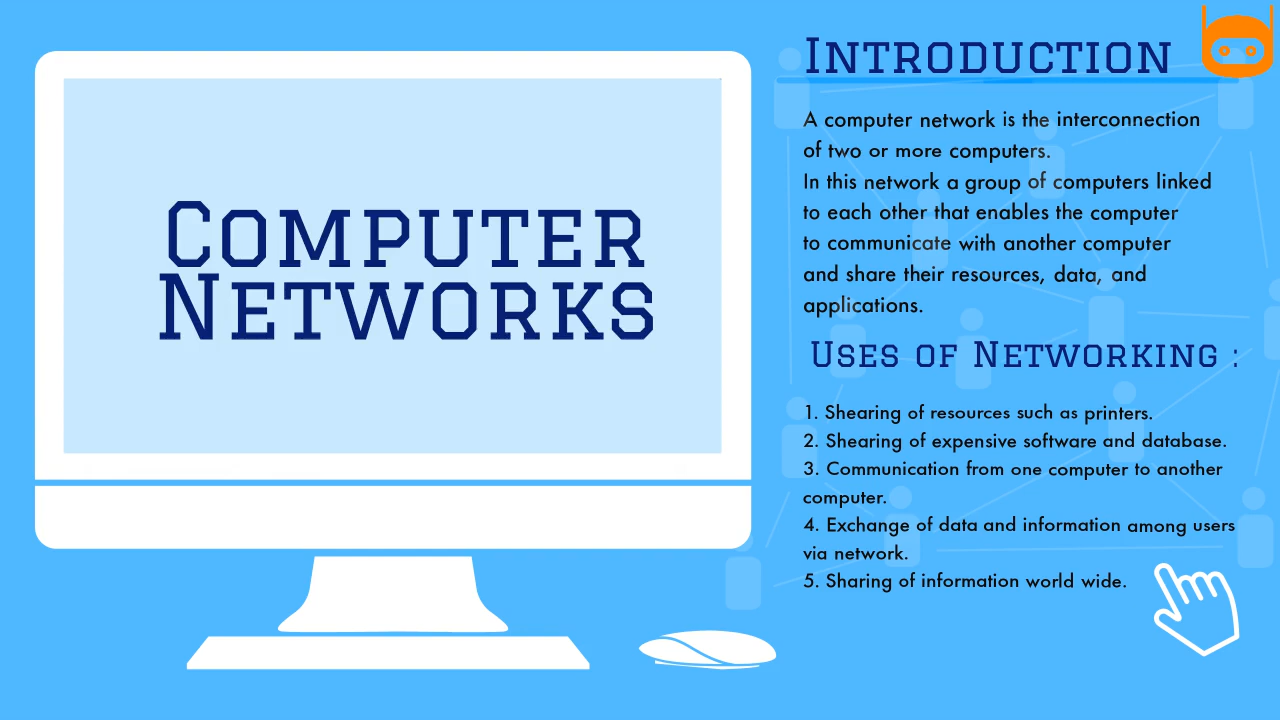 Computer
Networks
Introduction
A computer network is the interconnection
of two or more computers.
In this network a group of computers linked
to each other that enables the computer
to communicate with another computer
and share their resources, data, and
applications.
Uses of Networking :
1. Shearing of resources such as printers.
2. Shearing of expensive software and database.
3. Communication from one computer to another
computer.
4. Exchange of data and information among users
via network.
5. Sharing of information world wide.